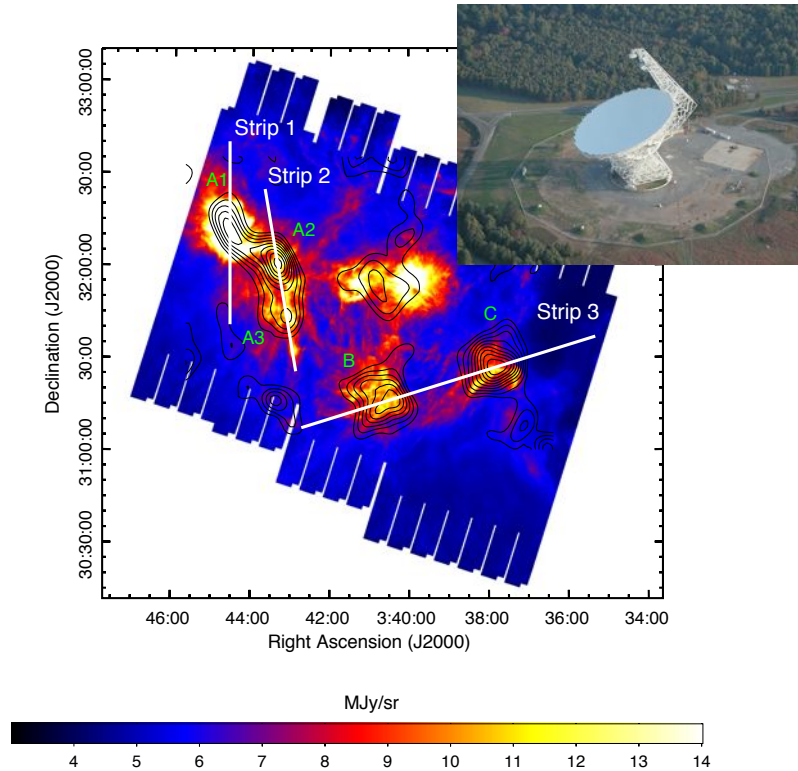 33:00:00
Strip 1
30:00
Strip 2
A1
A2
32:00:00
Strip 3
C
A3
30:00
B
31:00:00
30:30:00
Declination (J2000)
46:00 44:00 42:00 3:40:00 38:00 36:00 34:00
Right Ascension (J2000)
MJy/sr
4 5 6 7 8 9 10 11 12 13 14